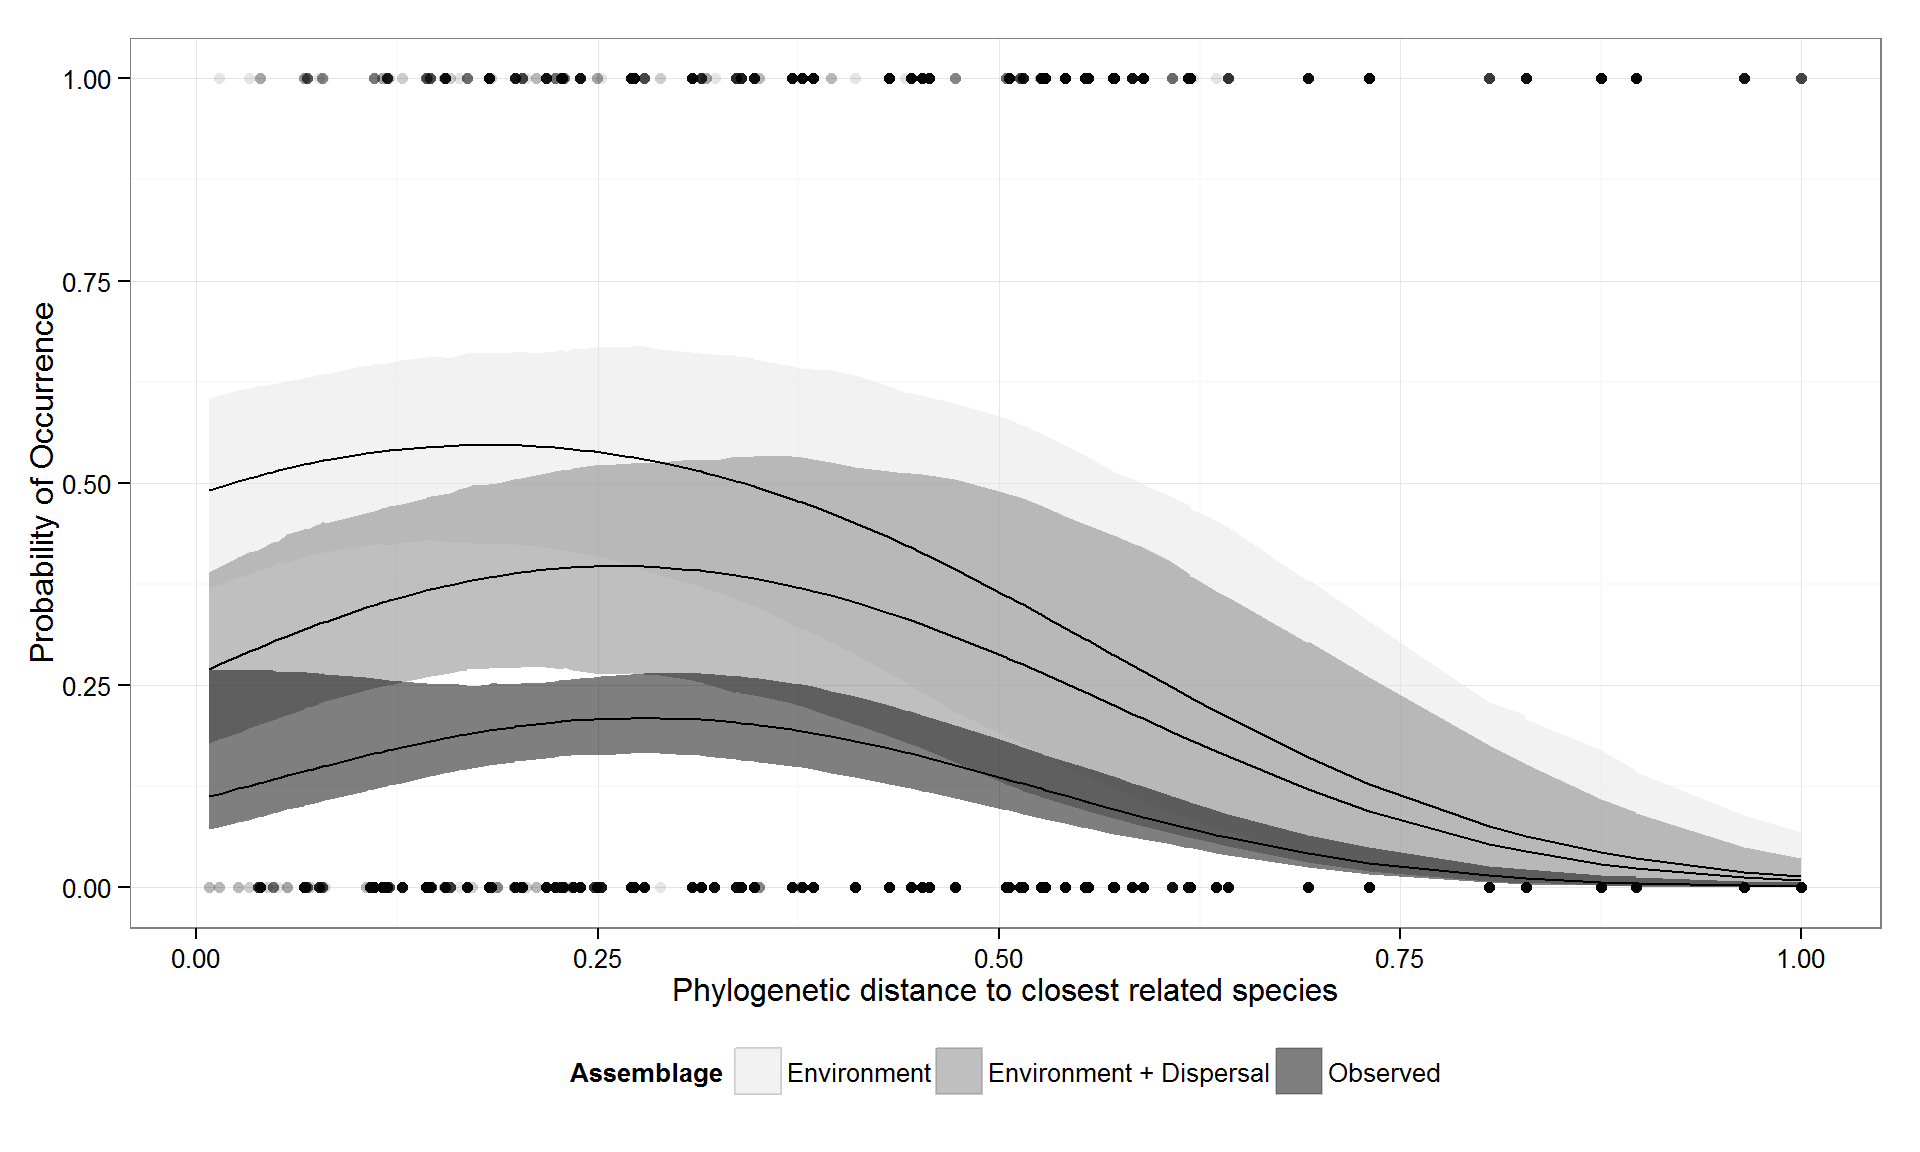 1.00
0.75
0.50
0.25
0.00
Probability of Occurrence
0.00 0.25 0.50 0.75 1.00
Phylogenetic distance to closest related species
Assemblage Environment Environment + Dispersal Observed